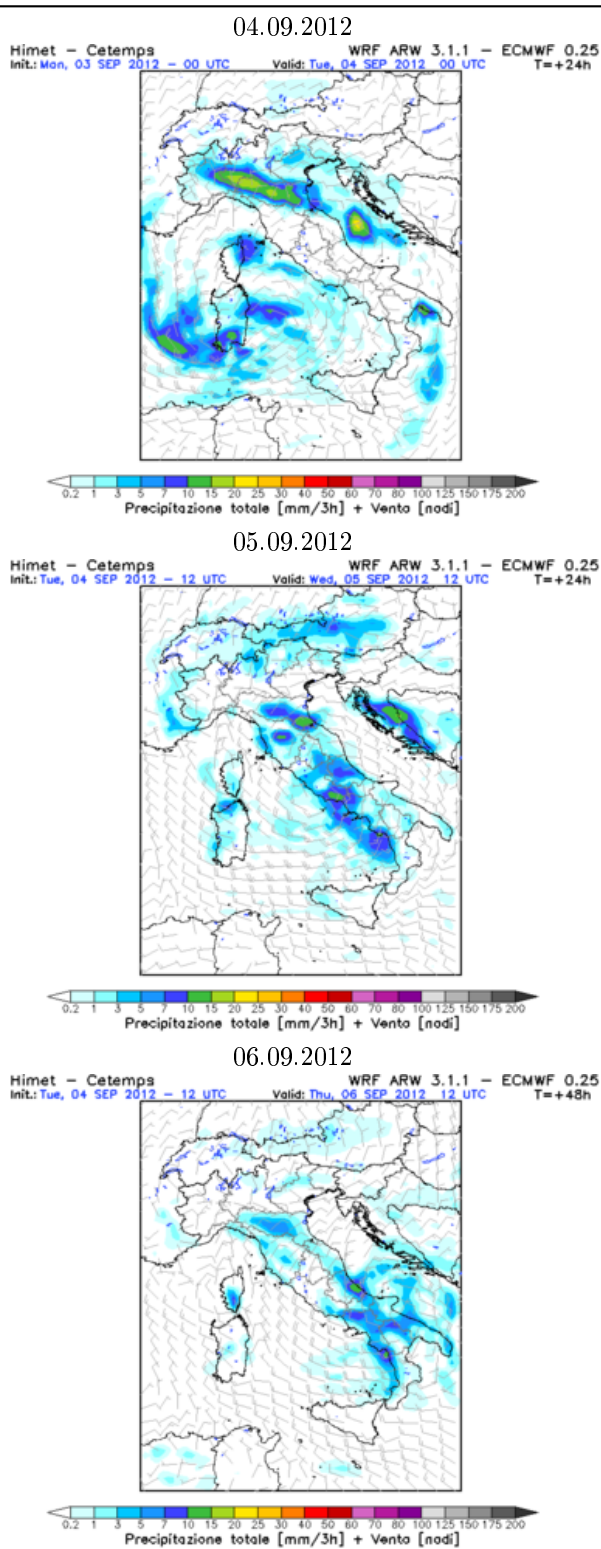 04.09.2012
Himet − Cetemps WRF ARW 3.1.1 − ECMWF 0.25
Init.: Mon, 03 SEP 2012 − 00 UTC Valid: Tue, 04 SEP 2012 00 UTC T=+24h
0.2 1 3 5 7 10 15 20 25 30 40 50 60 70 80 100 125 150 175 200
Precipitazione totale [mm/3h] + Vento [nodi]
05.09.2012
Himet − Cetemps WRF ARW 3.1.1 − ECMWF 0.25
Init.: Tue, 04 SEP 2012 − 12 UTC Valid: Wed, 05 SEP 2012 12 UTC T=+24h
0.2 1 3 5 7 10 15 20 25 30 40 50 60 70 80 100 125 150 175 200
Precipitazione totale [mm/3h] + Vento [nodi]
06.09.2012
Himet − Cetemps WRF ARW 3.1.1 − ECMWF 0.25
Init.: Tue, 04 SEP 2012 − 12 UTC Valid: Thu, 06 SEP 2012 12 UTC T=+48h
0.2 1 3 5 7 10 15 20 25 30 40 50 60 70 80 100 125 150 175 200
Precipitazione totale [mm/3h] + Vento [nodi]